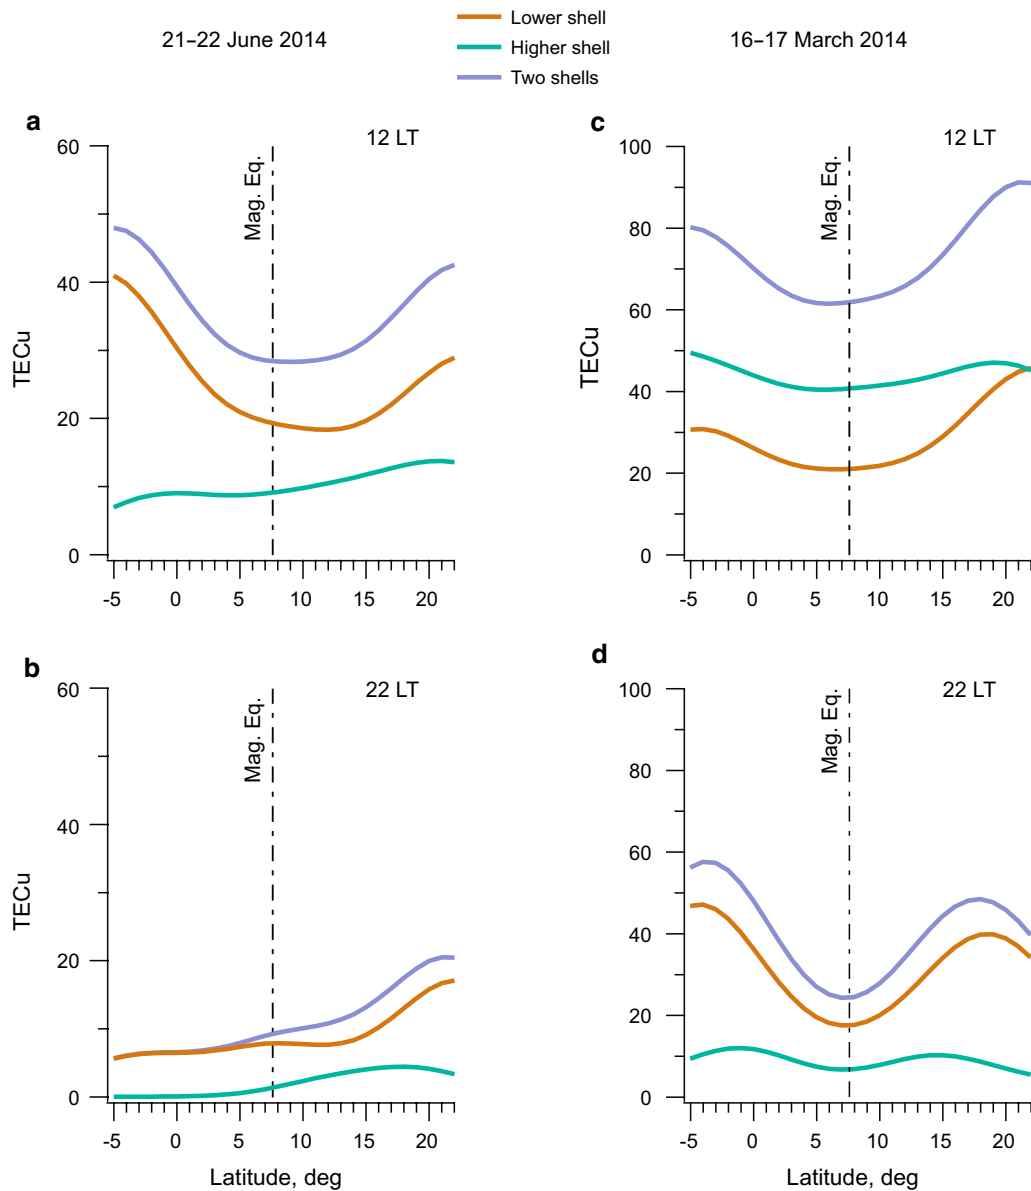 21–22 June 2014
Lower shell
Higher shell
Two shells
16–17 March 2014
a
12 LT
Mag. Eq.
TECu
60
40
20
0
-5 0 5 10 15 20
c
12 LT
Mag. Eq.
TECu
100
80
60
40
20
0
-5 0 5 10 15 20
b
22 LT
Mag. Eq.
TECu
60
40
20
0
-5 0 5 10 15 20
Latitude, deg
d
22 LT
Mag. Eq.
100
80
60
40
20
0
-5 0 5 10 15 20
Latitude, deg